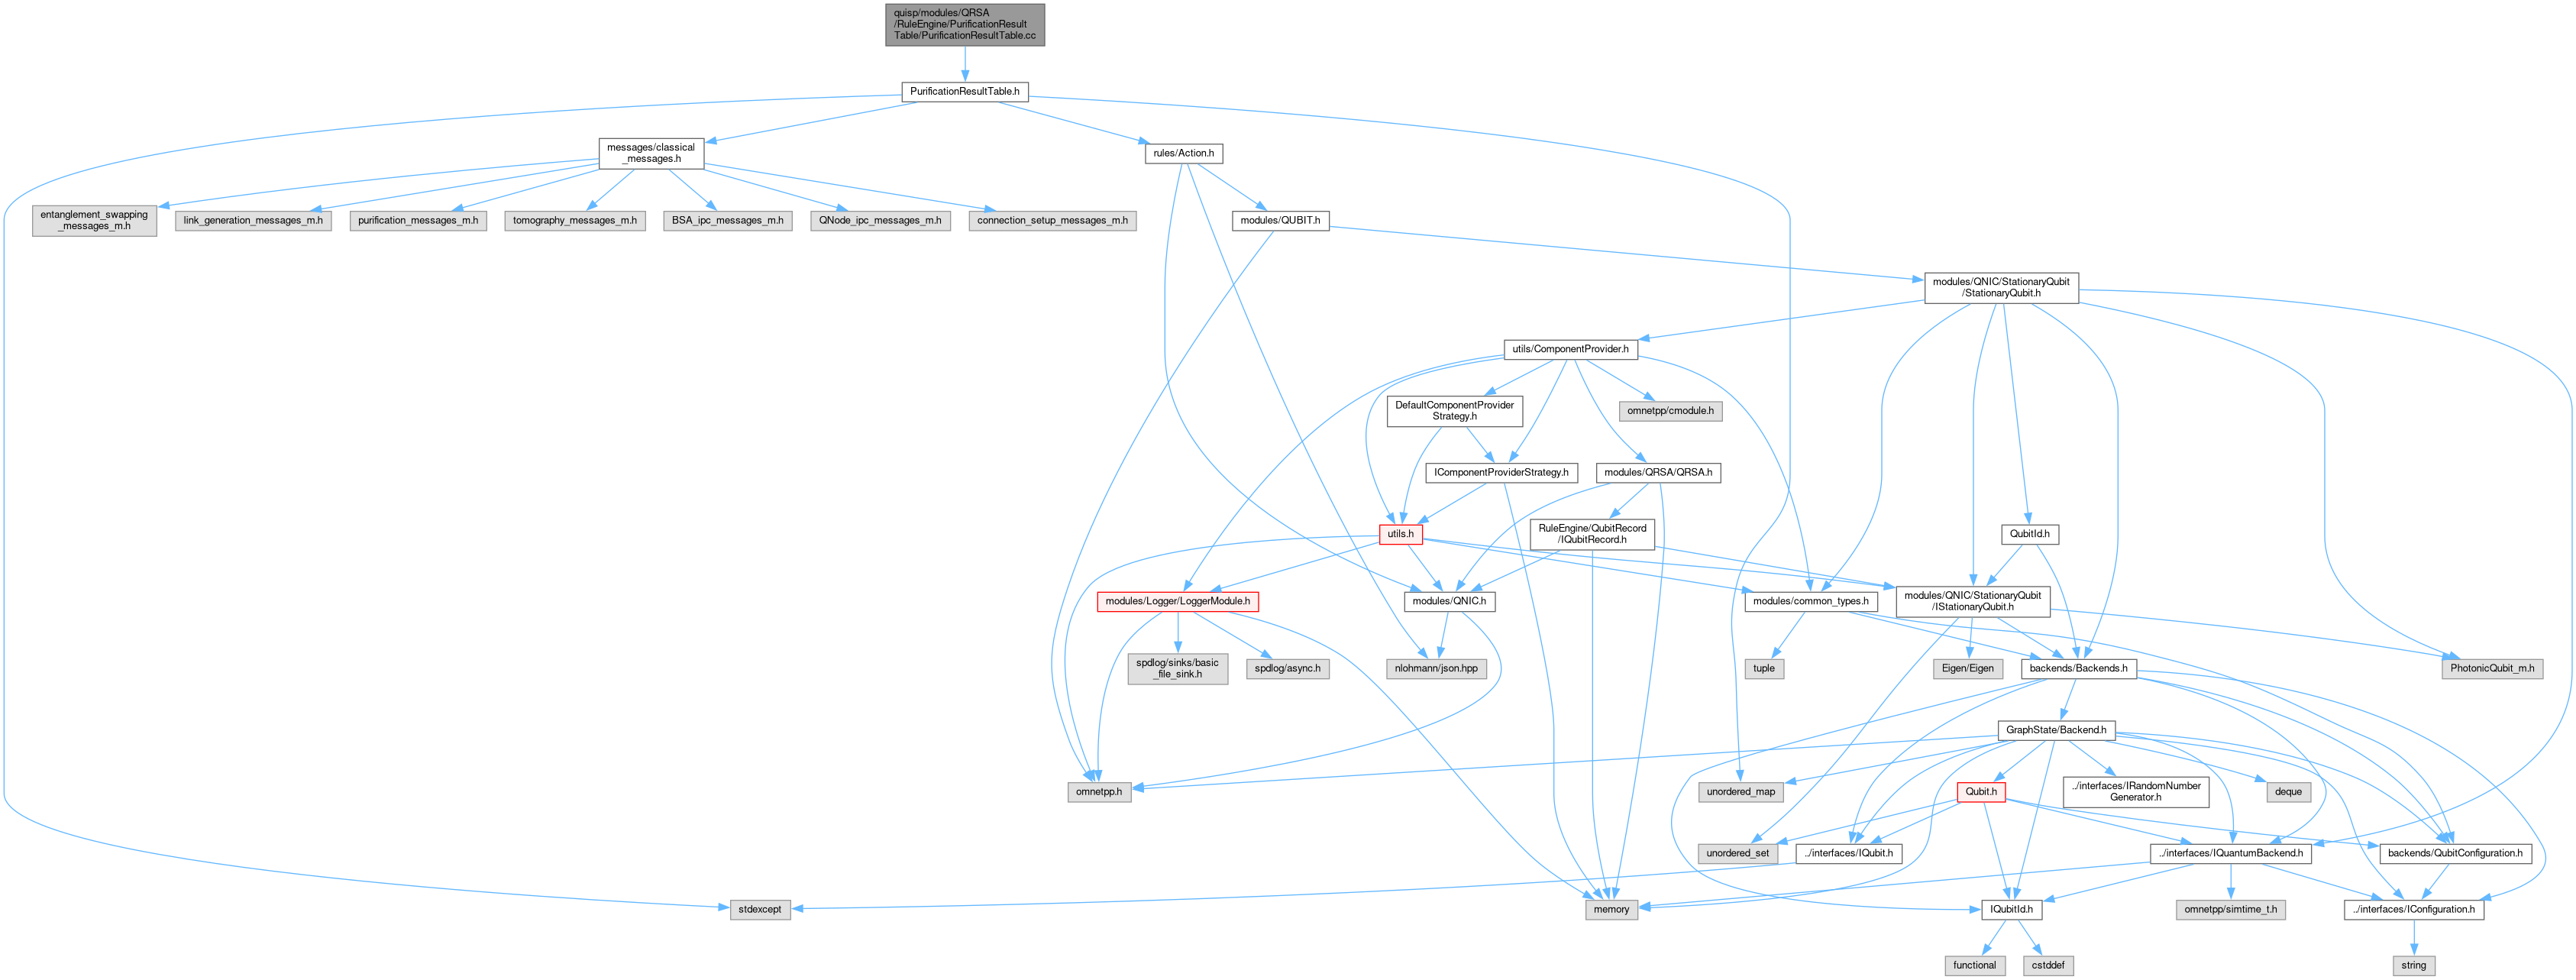 quisp/modules/QRSA
/RuleEngine/PurificationResult
Table/PurificationResultTable.cc
PurificationResultTable.h
messages/classical
_messages.h
rules/Action.h
entanglement_swapping
_messages_m.h
link_generation_messages_m.h
purification_messages_m.h
tomography_messages_m.h
BSA_ipc_messages_m.h
QNode_ipc_messages_m.h
connection_setup_messages_m.h
modules/QUBIT.h
modules/QNIC/StationaryQubit
/StationaryQubit.h
utils/ComponentProvider.h
DefaultComponentProvider
Strategy.h
omnetpp/cmodule.h
IComponentProviderStrategy.h
modules/QRSA/QRSA.h
utils.h
RuleEngine/QubitRecord
/IQubitRecord.h
QubitId.h
modules/Logger/LoggerModule.h
modules/QNIC.h
modules/common_types.h
modules/QNIC/StationaryQubit
/IStationaryQubit.h
spdlog/sinks/basic
_file_sink.h
spdlog/async.h
nlohmann/json.hpp
tuple
Eigen/Eigen
backends/Backends.h
PhotonicQubit_m.h
GraphState/Backend.h
omnetpp.h
unordered_map
Qubit.h
../interfaces/IRandomNumber
Generator.h
deque
unordered_set
../interfaces/IQubit.h
../interfaces/IQuantumBackend.h
backends/QubitConfiguration.h
stdexcept
memory
IQubitId.h
omnetpp/simtime_t.h
../interfaces/IConfiguration.h
functional
cstddef
string